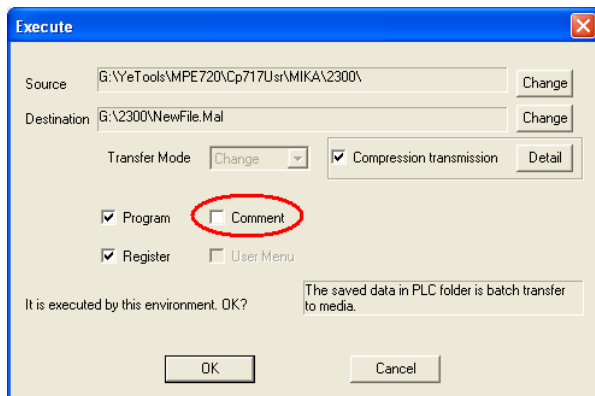 Execute
Source G:\YeTools\MPE720\Cp717Usr\MIKA\2300\ Change
Destination G:\2300\NewFile.Mal Change
Transfer Mode Change Compression transmission Detail
Program Comment
Register User Menu
It is executed by this environment. OK? The saved data in PLC folder is batch transfer
to media.
OK Cancel